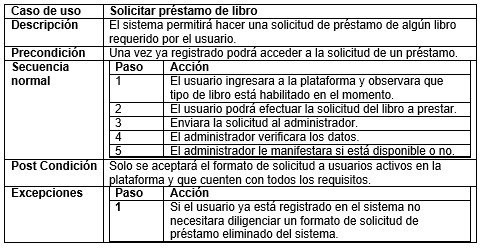 Caso de uso Solicitar préstamo de libro
Descripción El sistema permitirá hacer una solicitud de préstamo de algún libro
requerido por el usuario.
Precondición Una vez ya registrado podrá acceder a la solicitud de un préstamo.
Secuencia normal
Paso Acción
1 El usuario ingresara a la plataforma y observara que
tipo de libro está habilitado en el momento.
2 El usuario podrá efectuar la solicitud del libro a prestar.
3 Enviara la solicitud al administrador.
4 El administrador verificara los datos.
5 El administrador le manifestara si está disponible o no.
Post Condición Solo se aceptará el formato de solicitud a usuarios activos en la
plataforma y que cuenten con todos los requisitos.
Excepciones Paso Acción
1 Si el usuario ya está registrado en el sistema no
necesitara diligenciar un formato de solicitud de
préstamo eliminado del sistema.